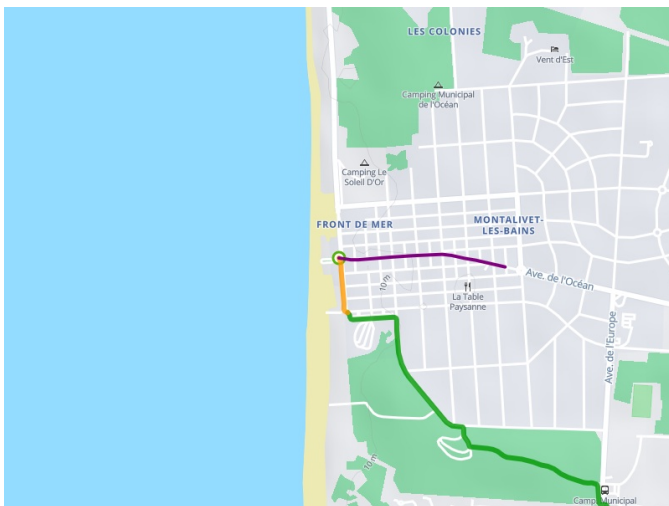 LES COLONIES
Vent d'Est
Camping Municipal
de l'Océan
Camping Le
Soleil D'Or
FRONT DE MER
MONTALIVET-
LES-BAINS
Ave. de l'Océan
10 m
La Table
Paysanne
Ave. de l'Europe
10 m
Camp Municipal